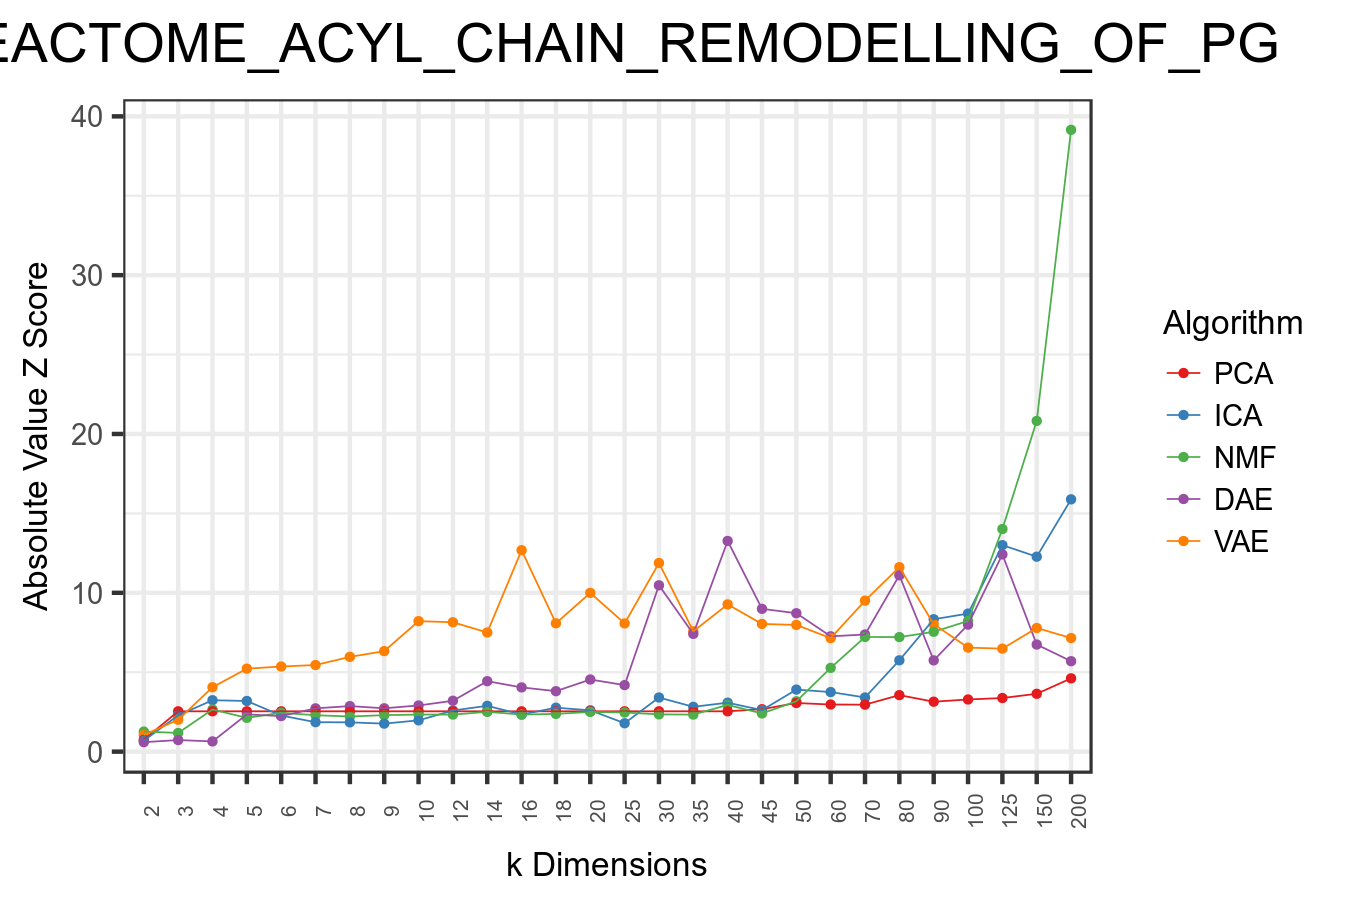 EACTOME_ACYL_CHAIN_REMODELLING_OF_PG
Absolute Value Z Score
40
30
20
10
0
2 3 4 5 6 7 8 9 10 12 14 16 18 20 25 30 35 40 45 50 60 70 80 90 100 125 150 200
k Dimensions
Algorithm
PCA
ICA
NMF
DAE
VAE